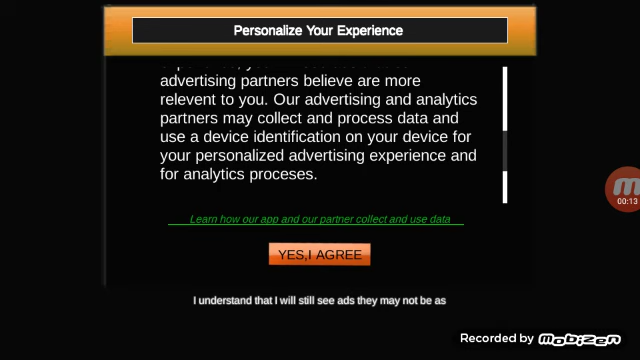 Personalize Your Experience
advertising partners believe are more
relevent to you. Our advertising and analytics
partners may collect and process data and
use a device identification on your device for
your personalized advertising experience and
for analytics proceses.
Learn how our app and our partner collect and use data
YES,I AGREE
I understand that I will still see ads they may not be as
00:13
Recorded by mobizen